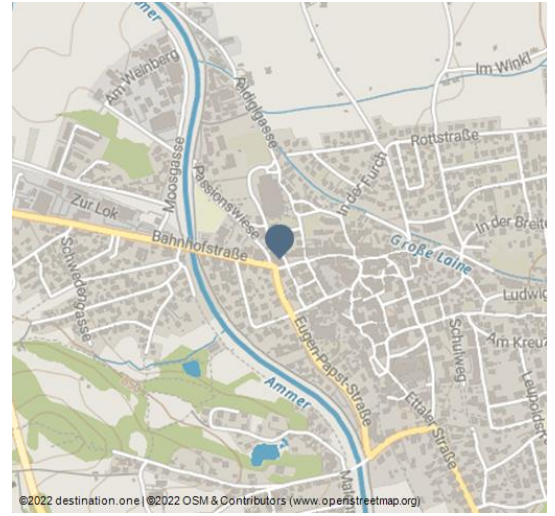 Ammer
Im Winkl
Am Weinberg
Rottstraße
Moosgasse
Passionswiese
In der Furch
Zur Lok
In der Breite
Bahnhofstraße
Große Laine
Schwedengasse
Ludwig
Eugen-Papst-Straße
Am Kreuz
Schulweg
Ammer
Ettaler Straße
©2022 destination.one | ©2022 OSM & Contributors (www.openstreetmap.org)